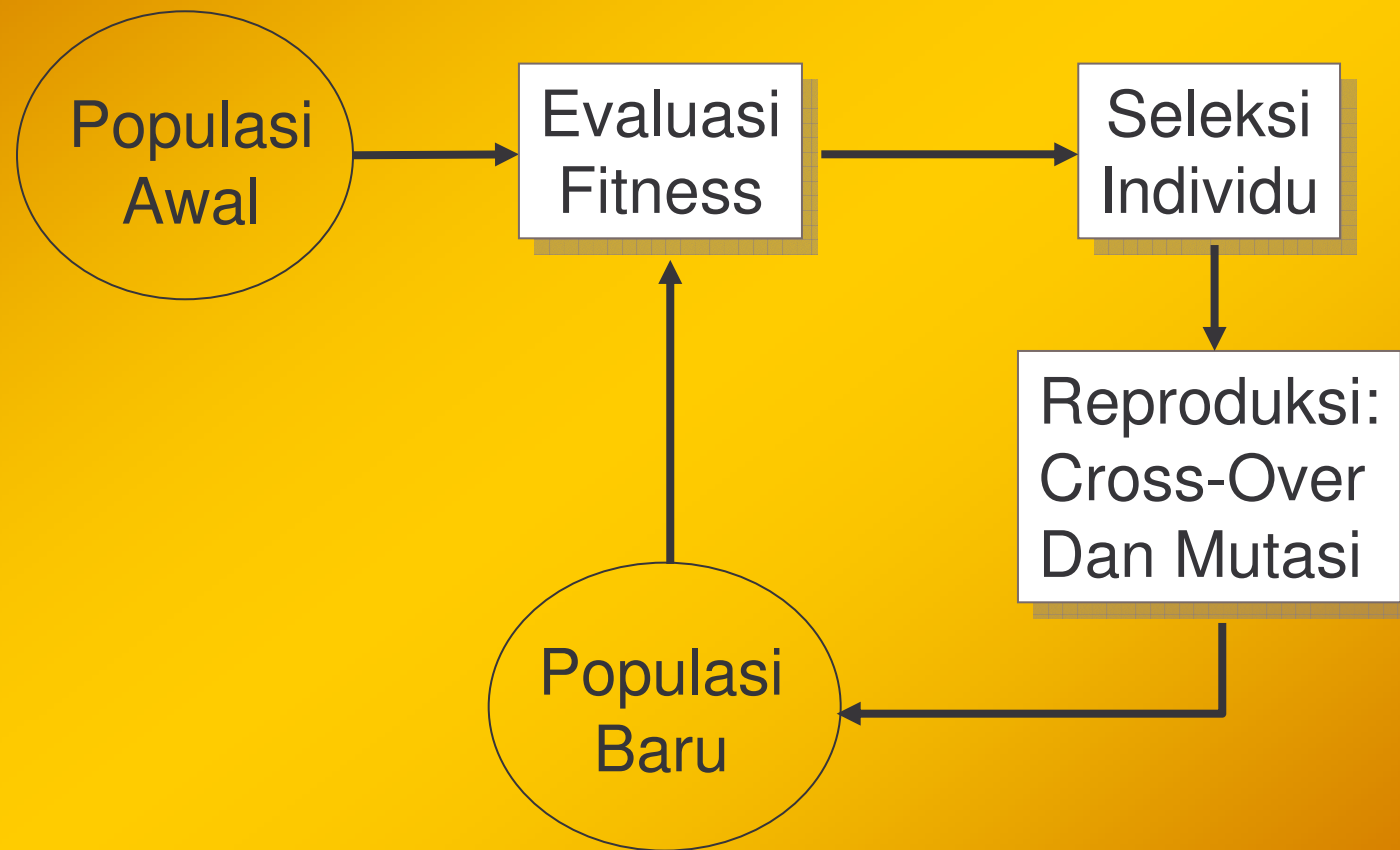 Populasi
Awal
Evaluasi
Fitness
Seleksi
Individu
Reproduksi:
Cross-Over
Dan Mutasi
Populasi
Baru